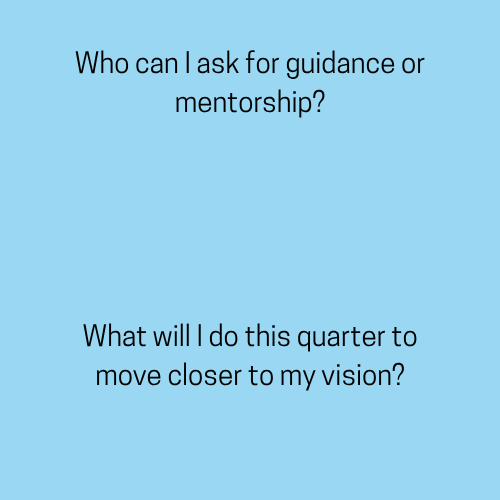 Who can I ask for guidance or
mentorship?
What will I do this quarter to
move closer to my vision?